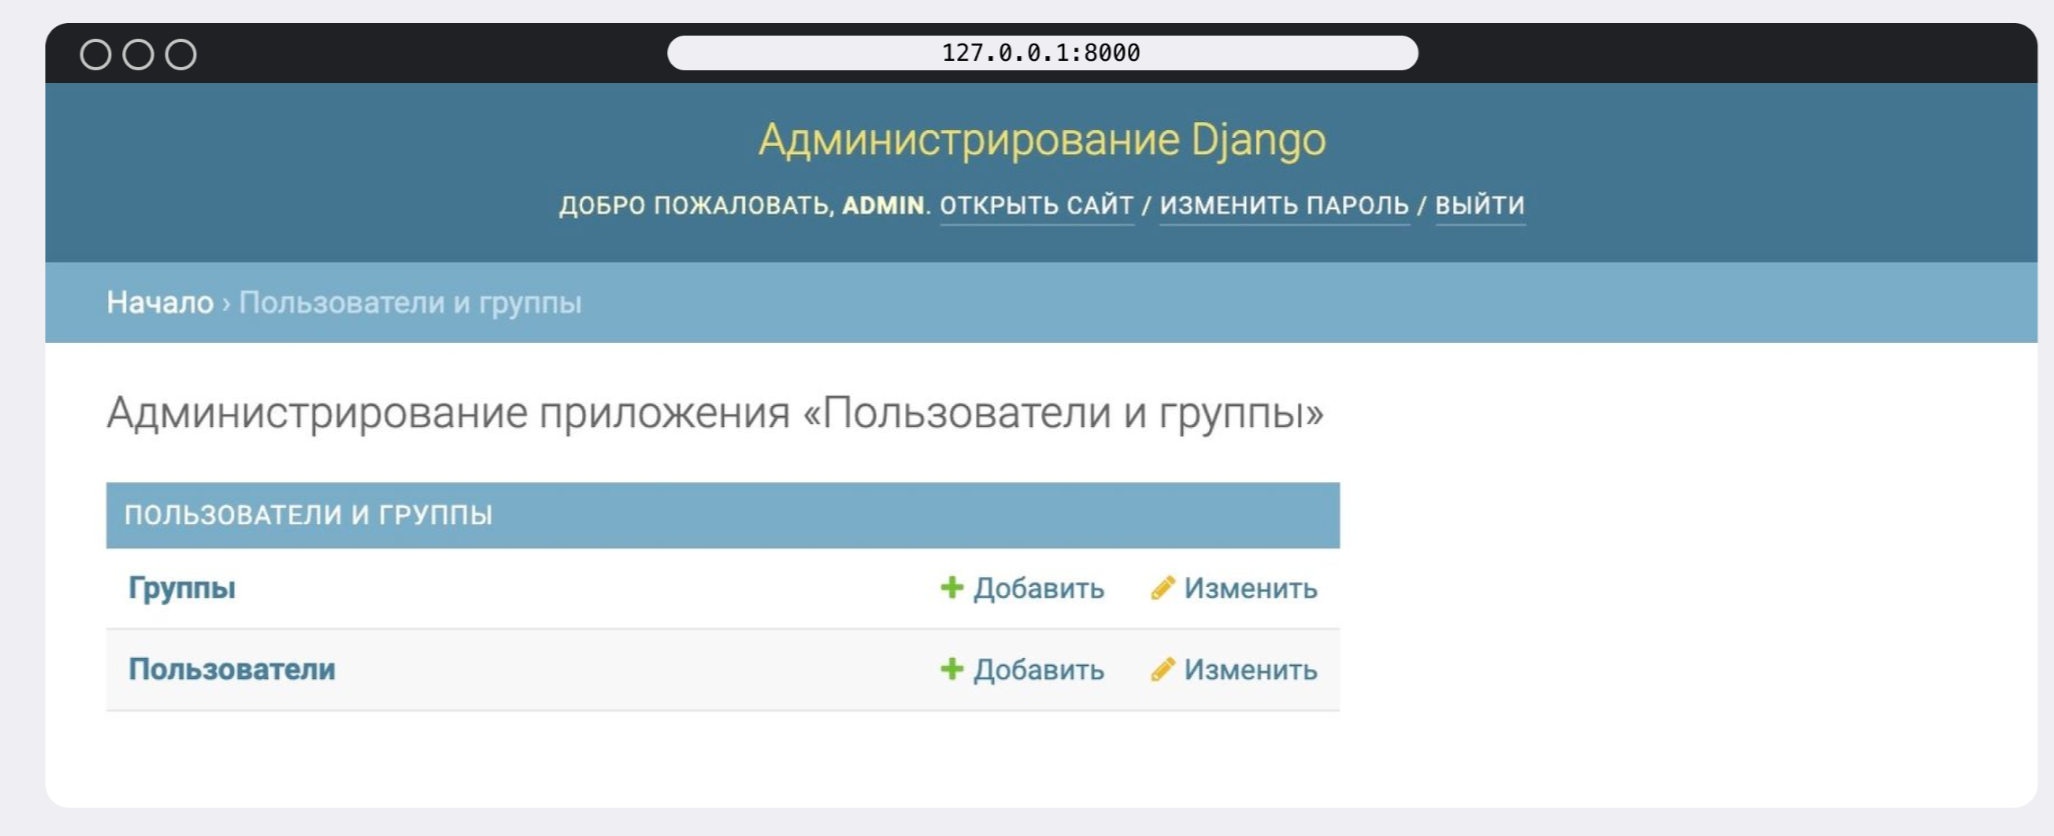 127.0.0.1:8000
Администрирование Django
ДОБРО ПОЖАЛОВАТЬ, ADMIN. ОТКРЫТЬ САЙТ / ИЗМЕНИТЬ ПАРОЛЬ / ВЫЙТИ
Начало › Пользователи и группы
Администрирование приложения «Пользователи и группы»
ПОЛЬЗОВАТЕЛИ И ГРУППЫ
Группы Добавить Изменить
Пользователи Добавить Изменить